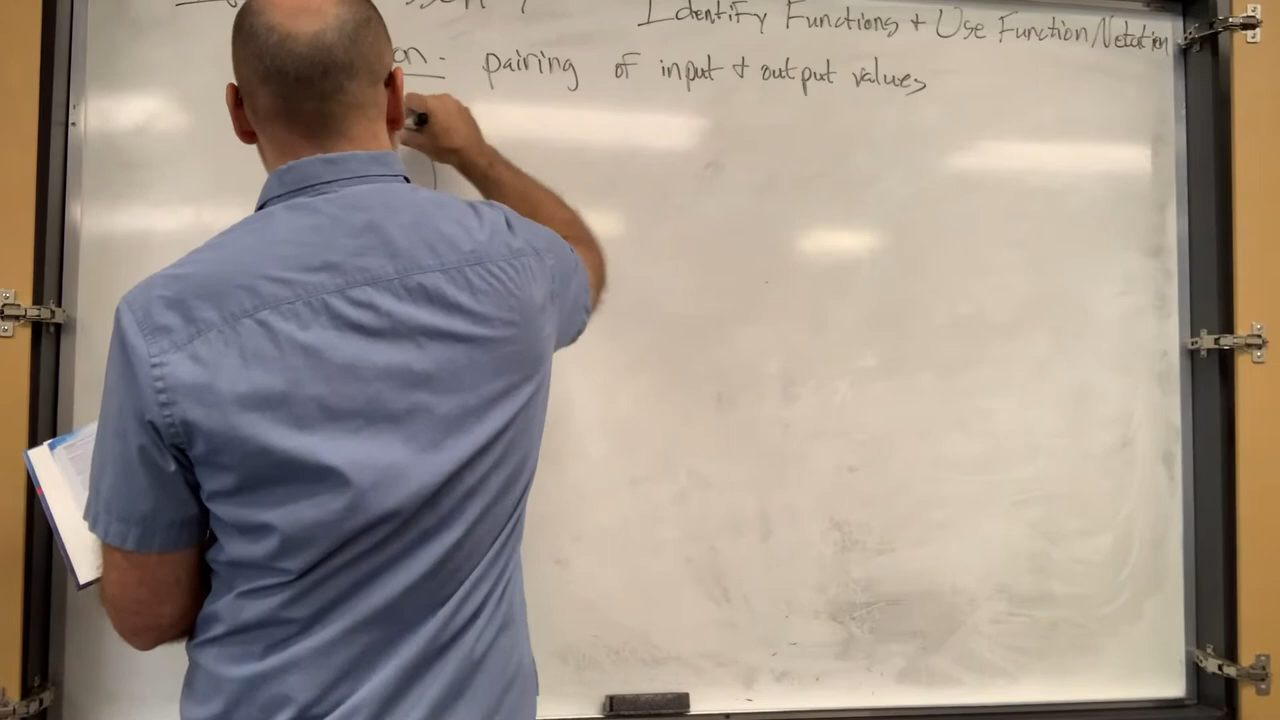 Identify Functions + Use Function Notation
on: pairing of input + output values